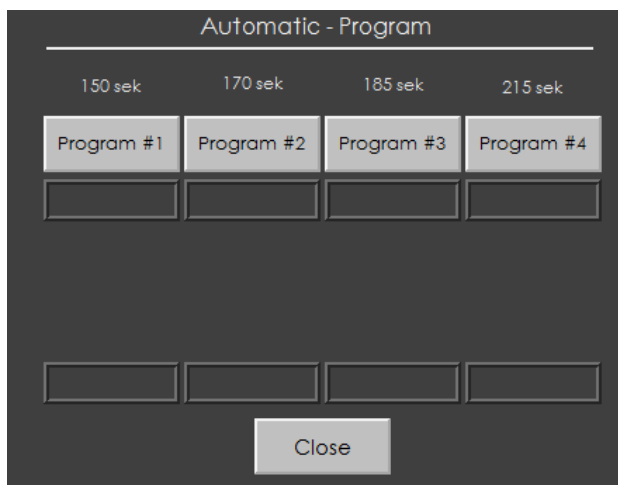 Automatic - Program
150 sek 170 sek 185 sek 215 sek
Program #1 Program #2 Program #3 Program #4
Close